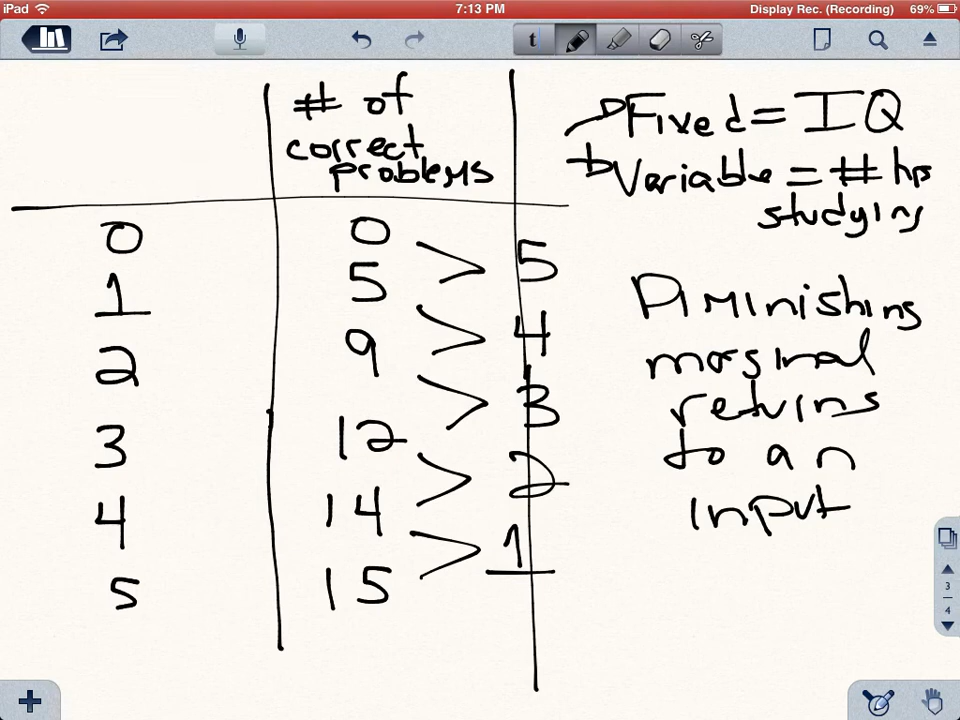 iPad 7:13 PM Display Rec. (Recording) 69%
t
# of
correct
problems
0 0
5
1 5
4
2 9
3
3 12
2
4 14
1
5 15
Fixed = IQ
Variable = # hrs
studying
Diminishing
marginal
returns
to an
input
3
4